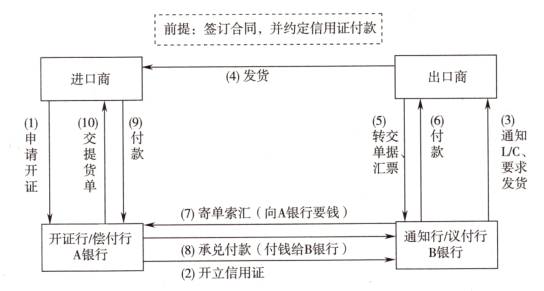 前提：签订合同，并约定信用证付款
进口商
出口商
(4) 发货
(1)
申
请
开
证
(10)
交
提
货
单
(9)
付
款
(5)
转交
单据、
汇票
(6)
付
款
(3)
通知
L/C、
要求
发货
(7) 寄单索汇（向A银行要钱）
开证行/偿付行
A银行
通知行/议付行
B银行
(8) 承兑付款（付钱给B银行）
(2) 开立信用证